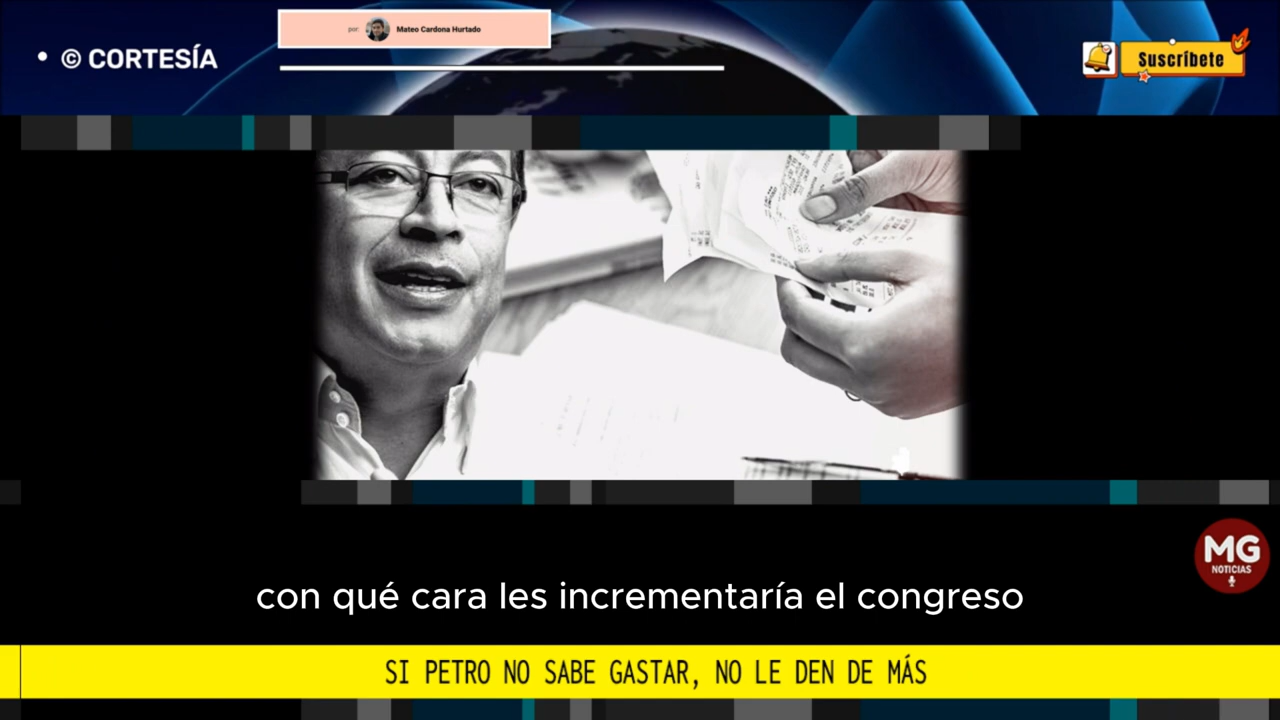 • © CORTESÍA
por: Mateo Cardona Hurtado
Suscríbete
MG
NOTICIAS
con qué cara les incrementaría el congreso
SI PETRO NO SABE GASTAR, NO LE DEN DE MÁS